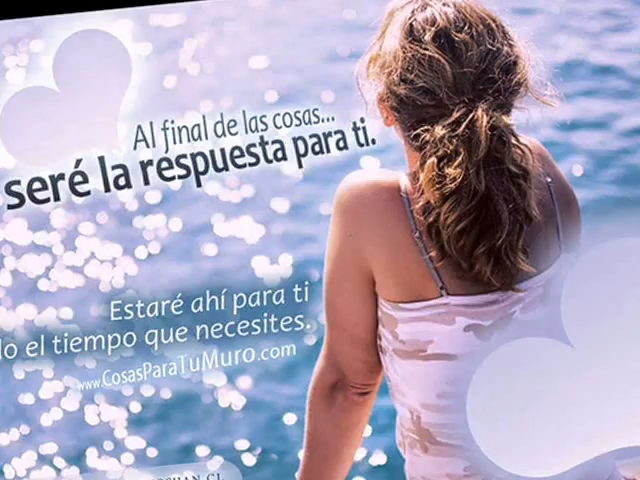 Al final de las cosas...
seré la respuesta para ti.
Estaré ahí para ti
el tiempo que necesites.
www.CosasParaTuMuro.com